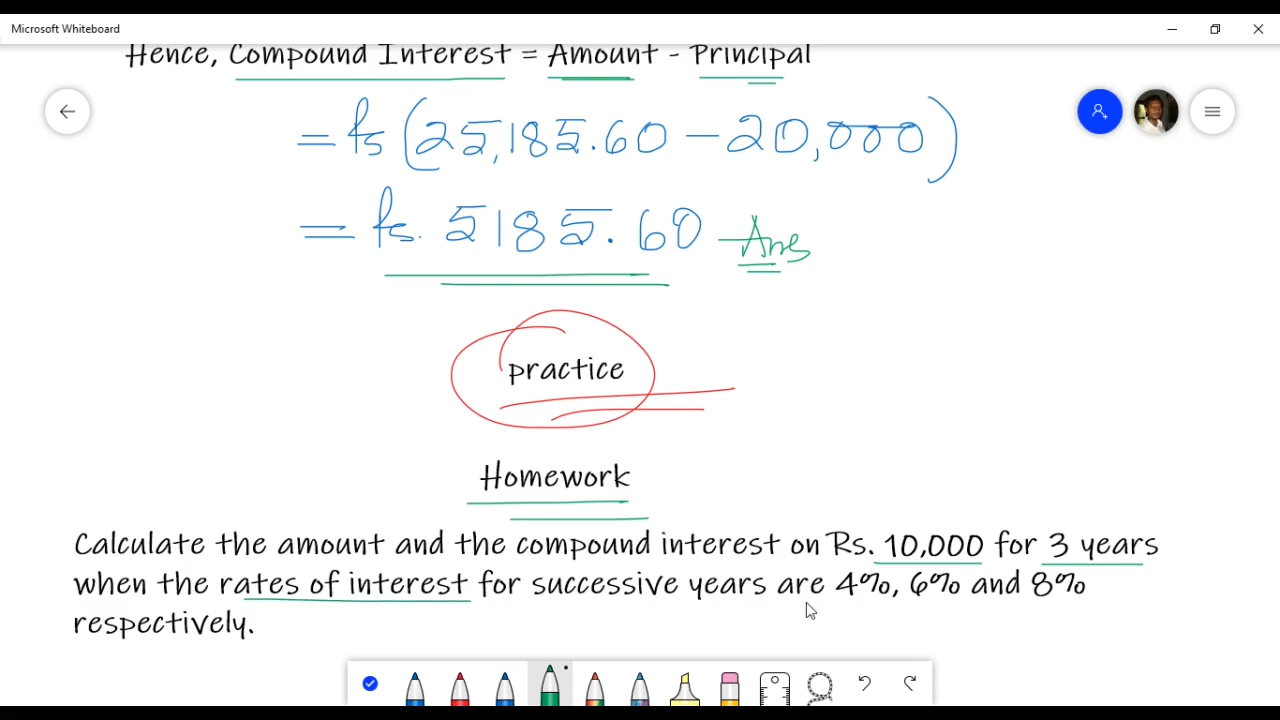 Microsoft Whiteboard
Hence, Compound Interest = Amount - Principal
= Rs (25,185.60 - 20,000)
= Rs. 5185.60 Ans
practice
Homework
Calculate the amount and the compound interest on Rs. 10,000 for 3 years
when the rates of interest for successive years are 4%, 6% and 8%
respectively.